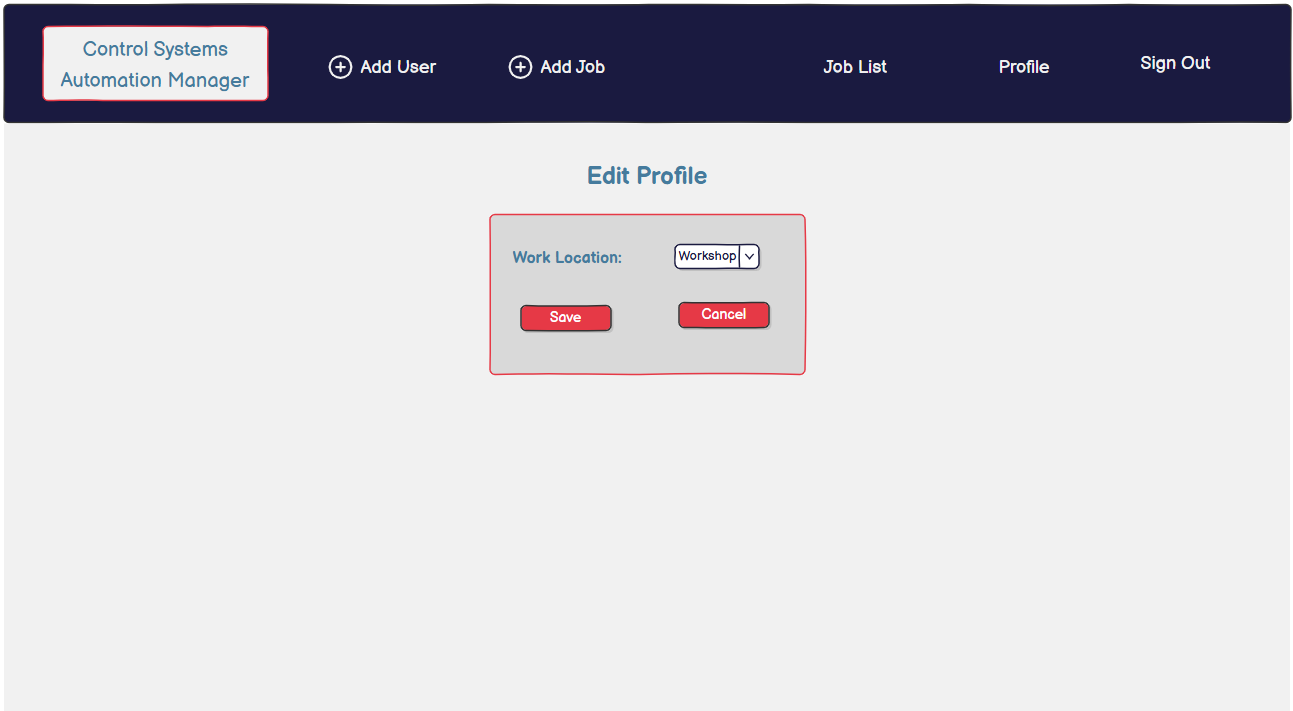 Control Systems
Automation Manager
Add User
Add Job
Job List
Profile
Sign Out
Edit Profile
Work Location:
Workshop
Save
Cancel